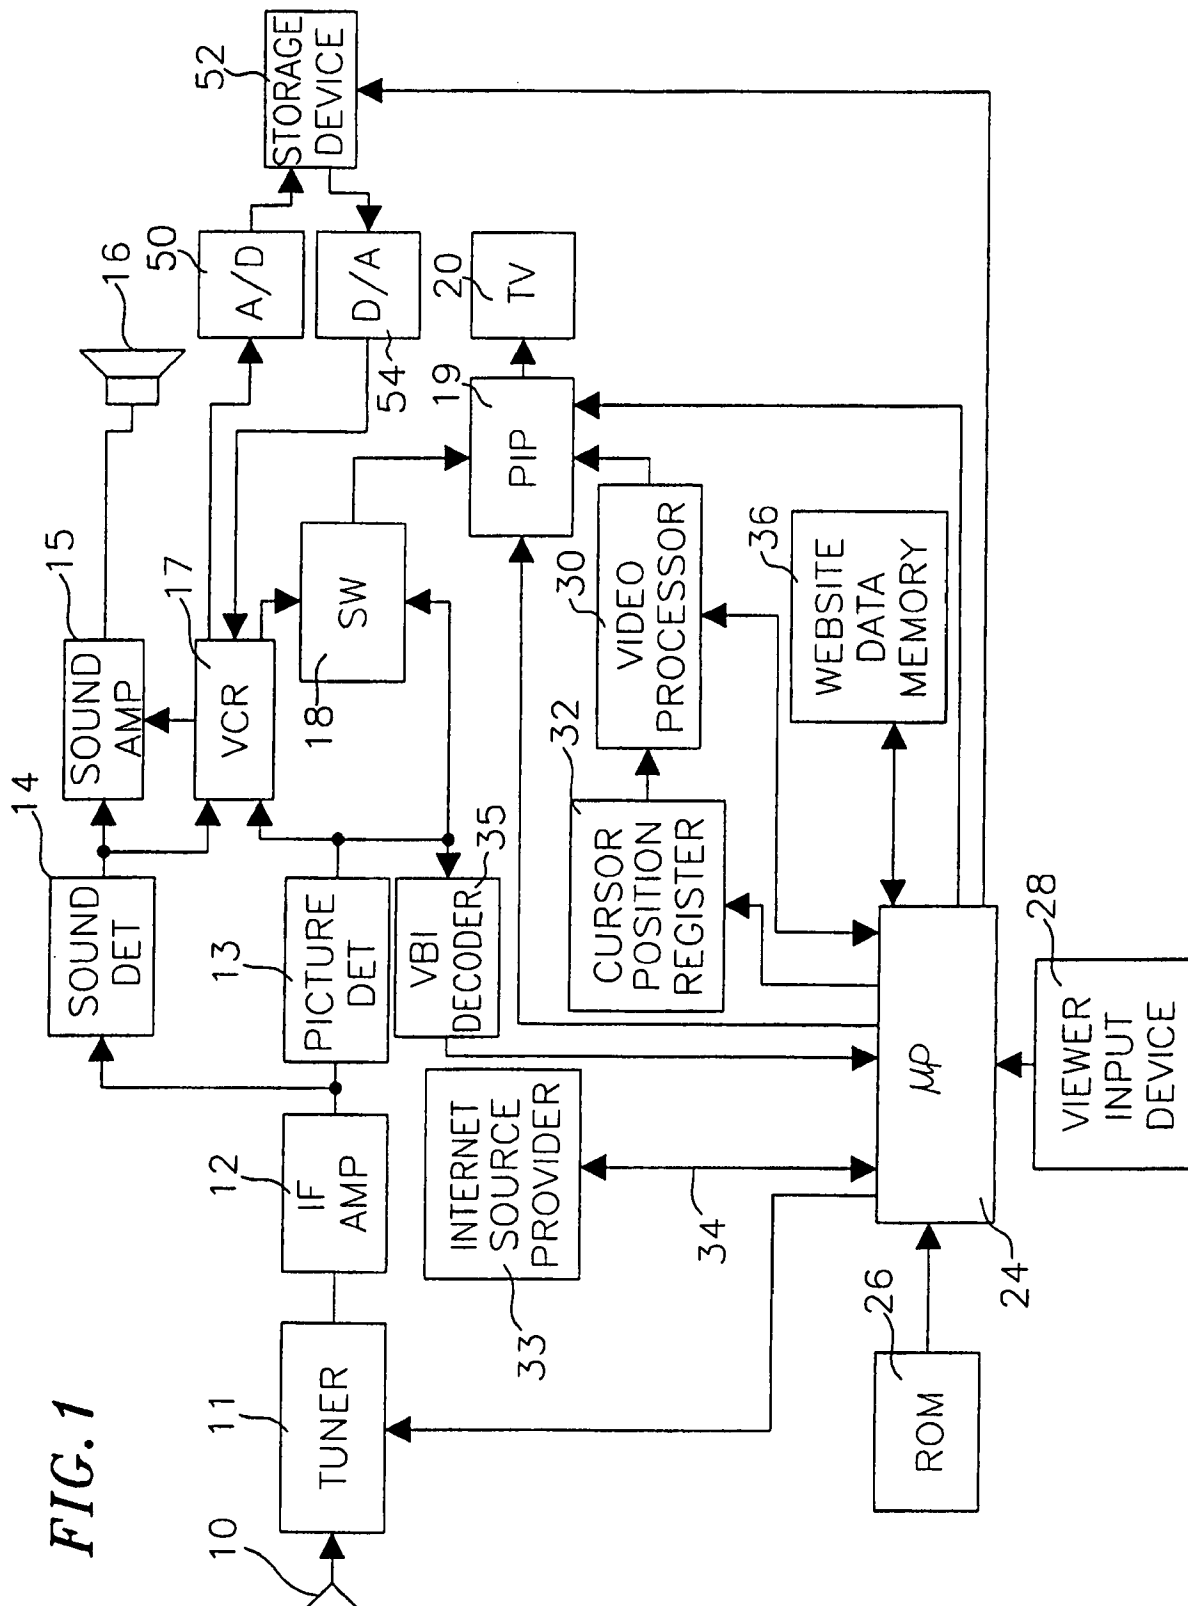 FIG. 1
10
11
TUNER
12
IF
AMP
13
PICTURE
DET
14
SOUND
DET
15
SOUND
AMP
16
17
VCR
18
SW
50
A/D
52
STORAGE
DEVICE
54
D/A
19
PIP
20
TV
35
VBI
DECODER
33
INTERNET
SOURCE
PROVIDER
34
32
CURSOR
POSITION
REGISTER
30
VIDEO
PROCESSOR
36
WEBSITE
DATA
MEMORY
26
ROM
24
μP
28
VIEWER
INPUT
DEVICE